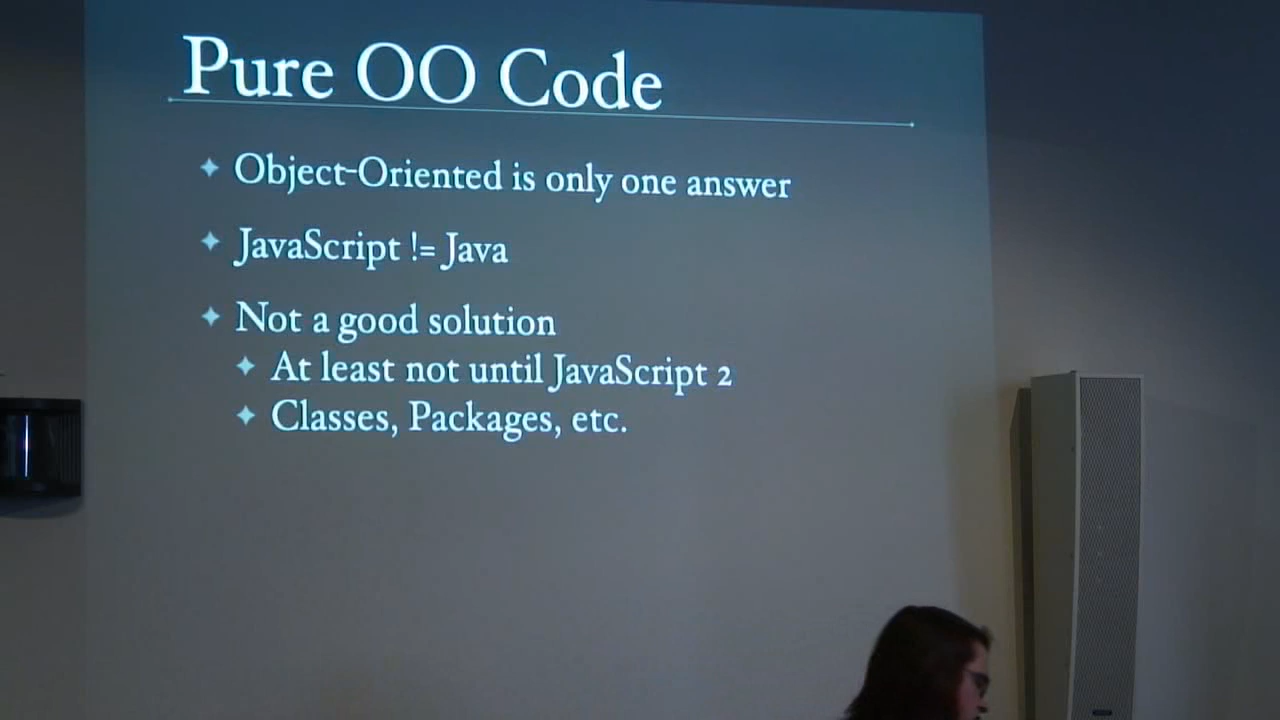 Pure OO Code
Object-Oriented is only one answer
JavaScript != Java
Not a good solution
At least not until JavaScript 2
Classes, Packages, etc.